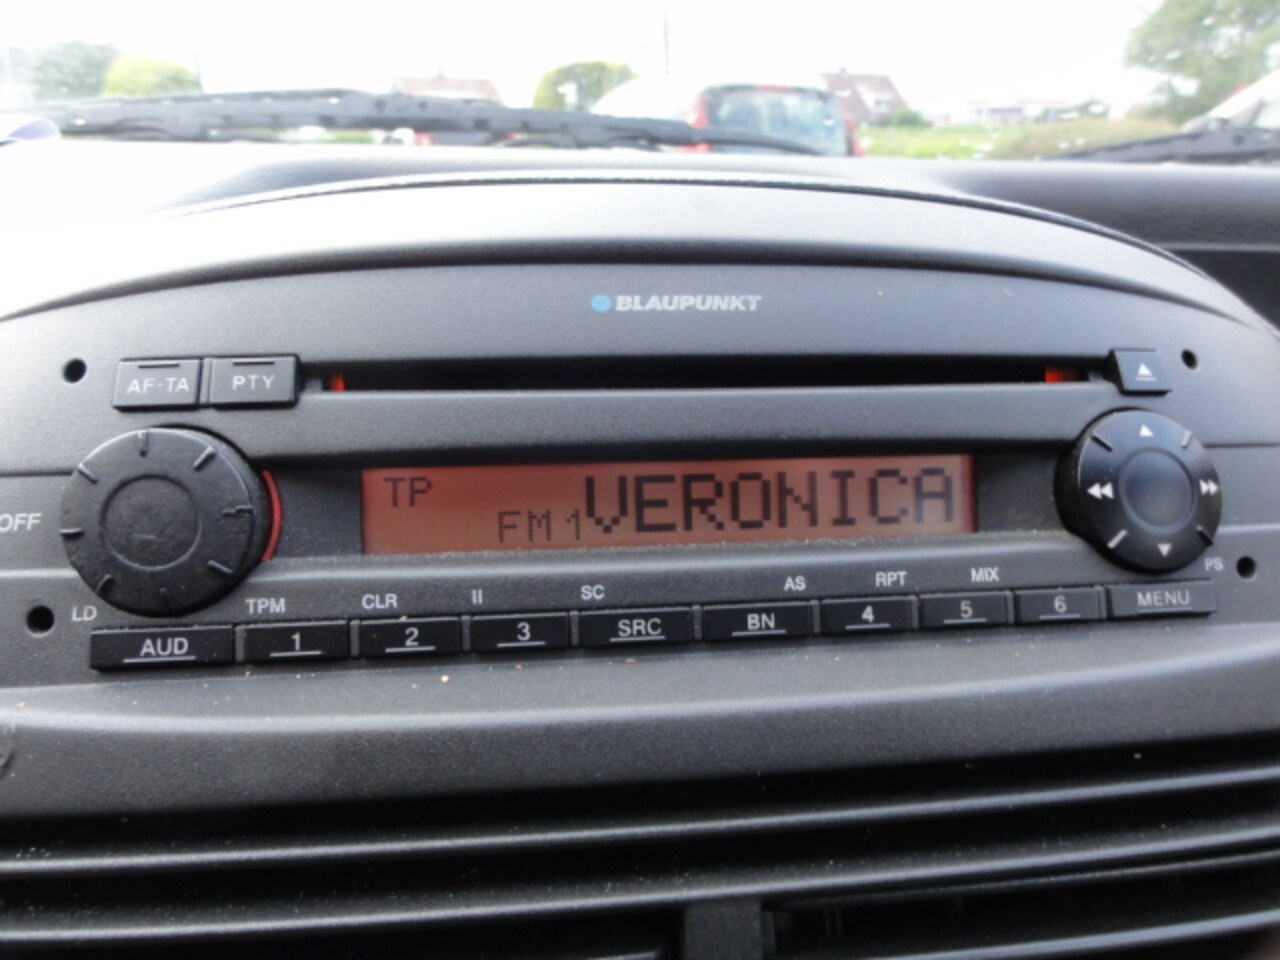 BLAUPUNKT
AF-TA PTY
OFF
TP FM 1 VERONICA
LD TPM CLR II SC AS RPT MIX PS
AUD 1 2 3 SRC BN 4 5 6 MENU